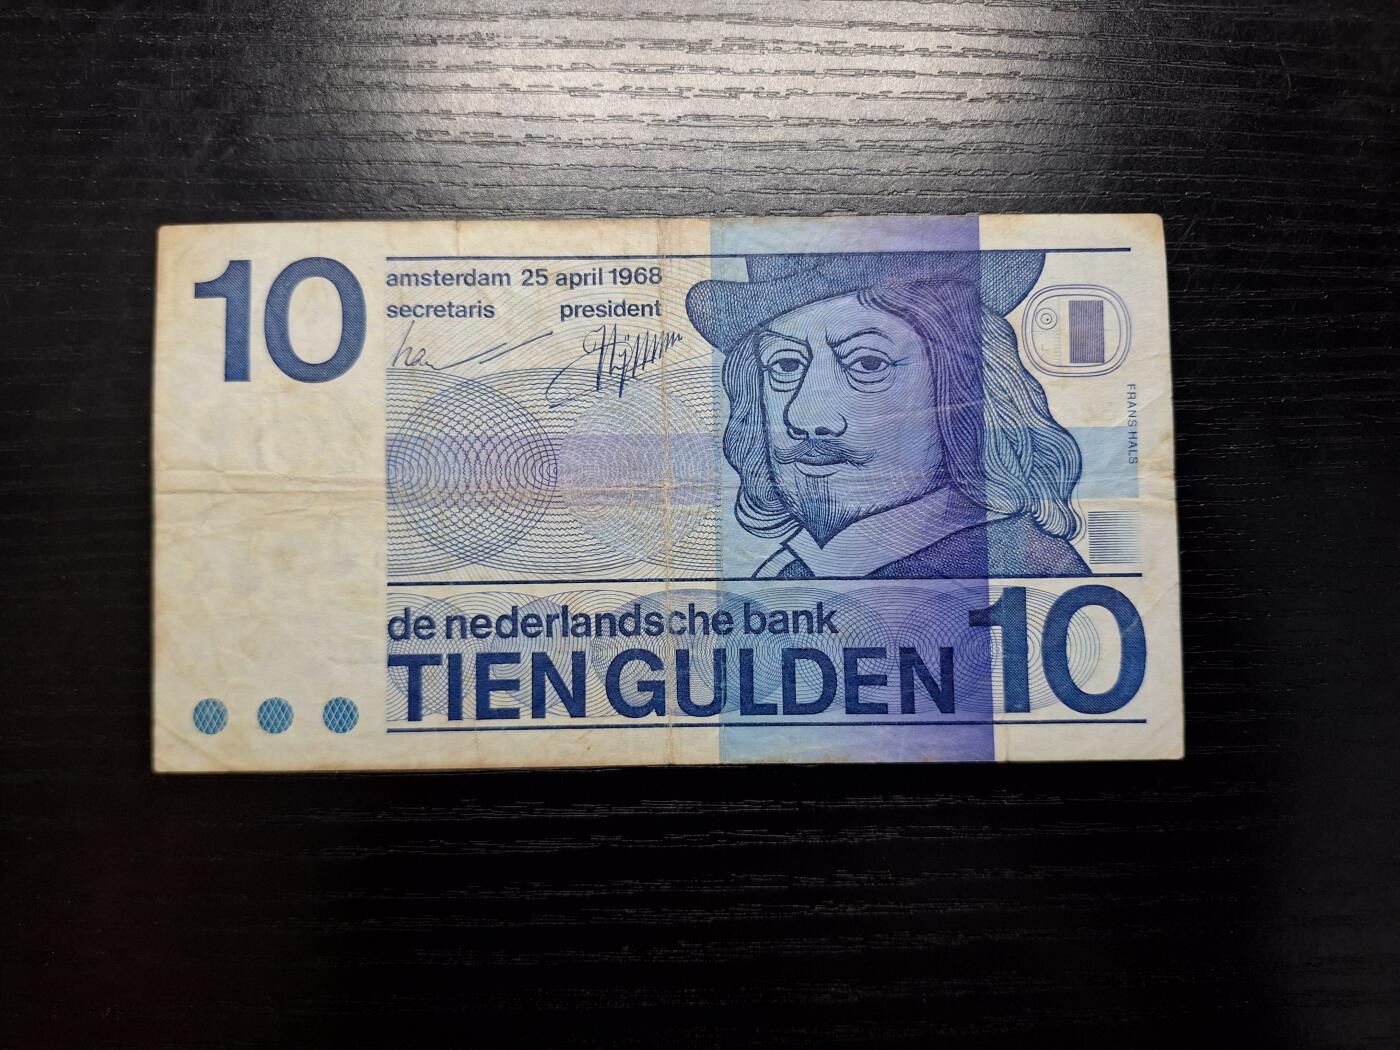 10
amsterdam 25 april 1968
secretaris president
FRANS HALS
de nederlandsche bank
TIEN GULDEN
10